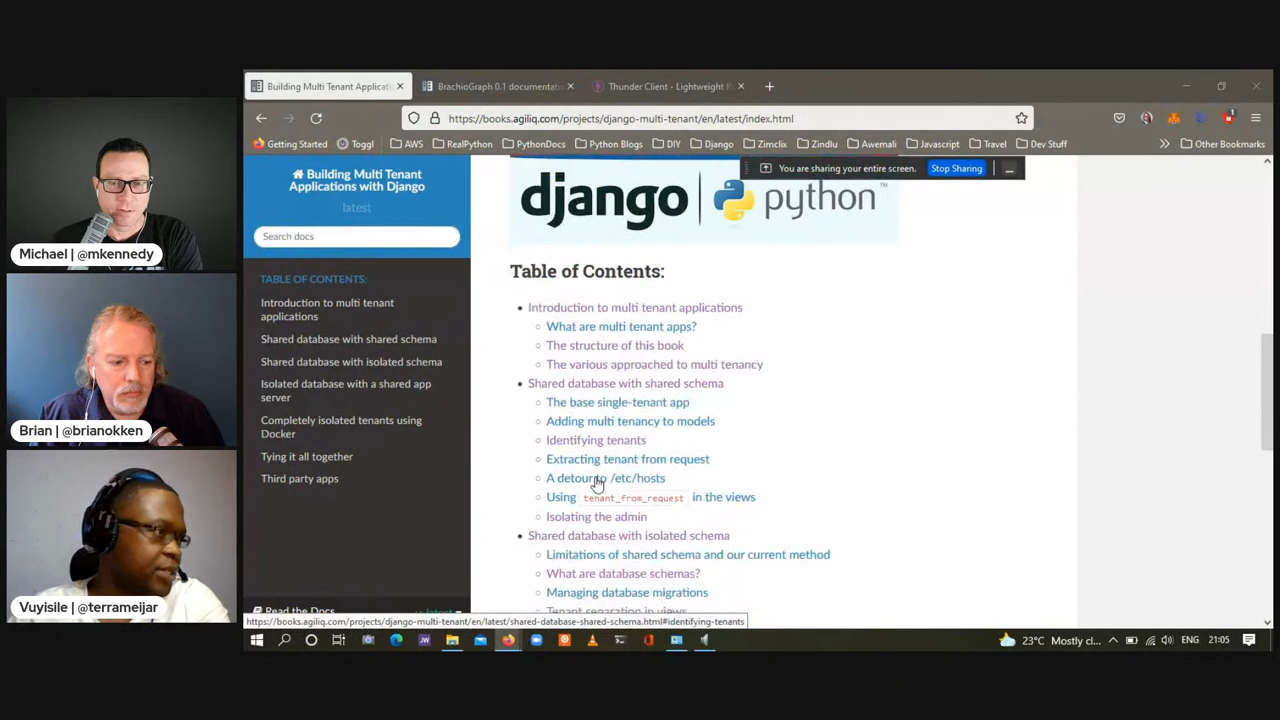 Michael | @mkennedy
Brian | @brianokken
Vuyisile | @terrameijar
Building Multi Tenant Applicati
BrachioGraph 0.1 documentati
Thunder Client - Lightweight R
https://books.agiliq.com/projects/django-multi-tenant/en/latest/index.html
Getting Started
Toggl
AWS
RealPython
PythonDocs
Python Blogs
DIY
Django
Zimclix
Zindlu
Awemali
Javascript
Travel
Dev Stuff
Other Bookmarks
You are sharing your entire screen.
Stop Sharing
Building Multi Tenant
Applications with Django
latest
Search docs
TABLE OF CONTENTS:
Introduction to multi tenant
applications
Shared database with shared schema
Shared database with isolated schema
Isolated database with a shared app
server
Completely isolated tenants using
Docker
Tying it all together
Third party apps
Read the Docs
django | python™
Table of Contents:
Introduction to multi tenant applications
What are multi tenant apps?
The structure of this book
The various approached to multi tenancy
Shared database with shared schema
The base single-tenant app
Adding multi tenancy to models
Identifying tenants
Extracting tenant from request
A detour to /etc/hosts
Using tenant_from_request in the views
Isolating the admin
Shared database with isolated schema
Limitations of shared schema and our current method
What are database schemas?
Managing database migrations
Tenant separation in views
https://books.agiliq.com/projects/django-multi-tenant/en/latest/shared-database-shared-schema.html#identifying-tenants
23°C Mostly cl...
ENG
21:05